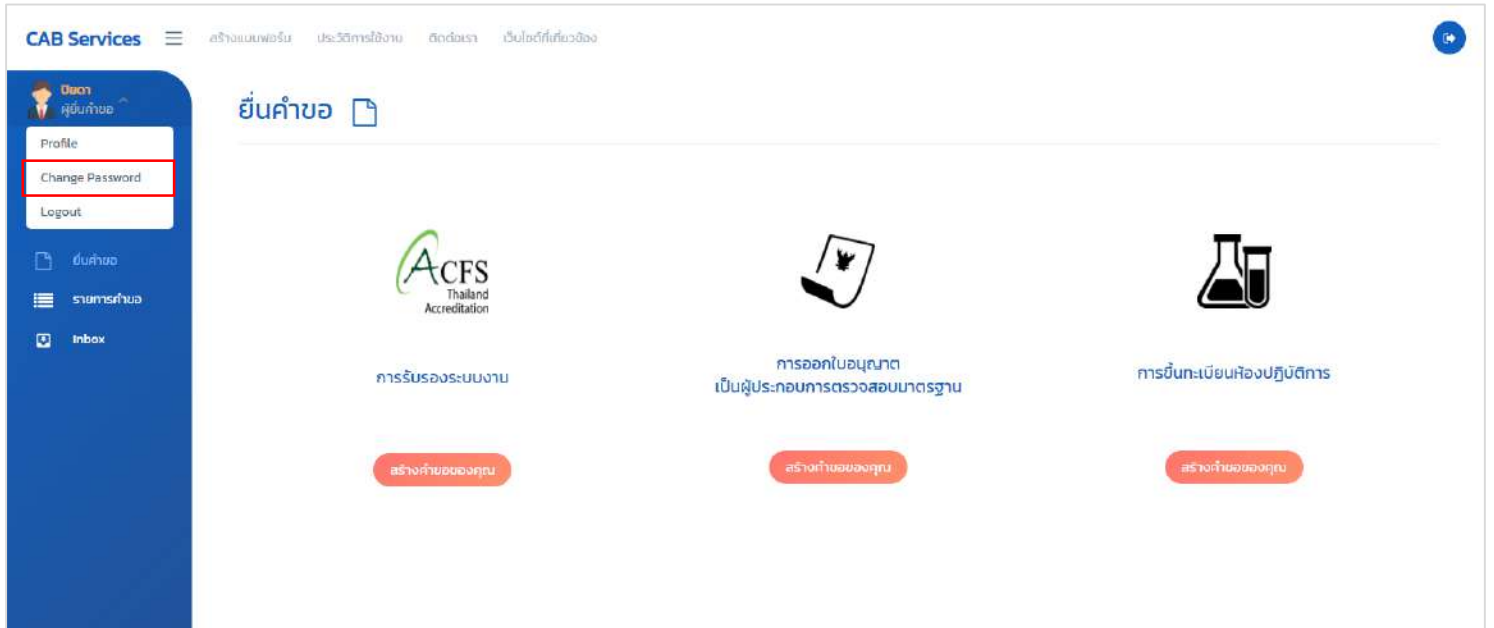 CAB Services
สร้างแบบฟอร์ม ประวัติการใช้งาน ติดต่อเรา เว็บไซต์ที่เกี่ยวข้อง
ปิยดา
ผู้ยื่นคำขอ
Profile
Change Password
Logout
ยื่นคำขอ
รายการคำขอ
Inbox
ยื่นคำขอ
ACFS
Thailand
Accreditation
การรับรองระบบงาน
สร้างคำขอของคุณ
การออกใบอนุญาต
เป็นผู้ประกอบการตรวจสอบมาตรฐาน
สร้างคำขอของคุณ
การขึ้นทะเบียนห้องปฏิบัติการ
สร้างคำขอของคุณ